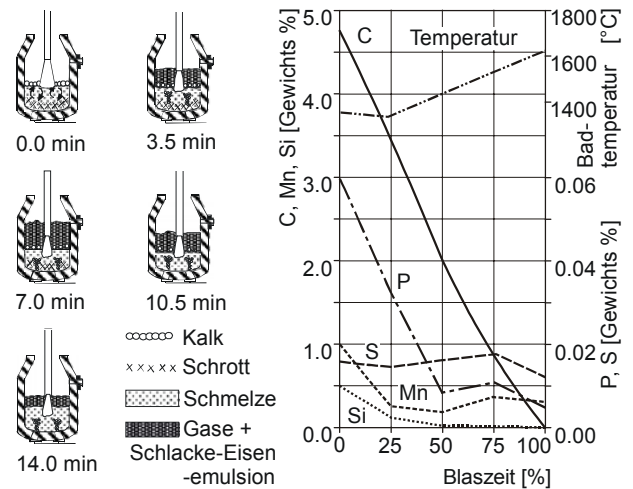 0.0 min
3.5 min
7.0 min
10.5 min
14.0 min
Kalk
Schrott
Schmelze
Gase +
Schlacke-Eisen
-emulsion
C, Mn, Si [Gewichts %]
5.0
4.0
3.0
2.0
1.0
0.0
C
Temperatur
P
S
Mn
Si
0
25
50
75
100
Blaszeit [%]
1800
1600
1400
[°C]
Bad-
temperatur
0.06
0.04
0.02
0.00
P, S [Gewichts %]